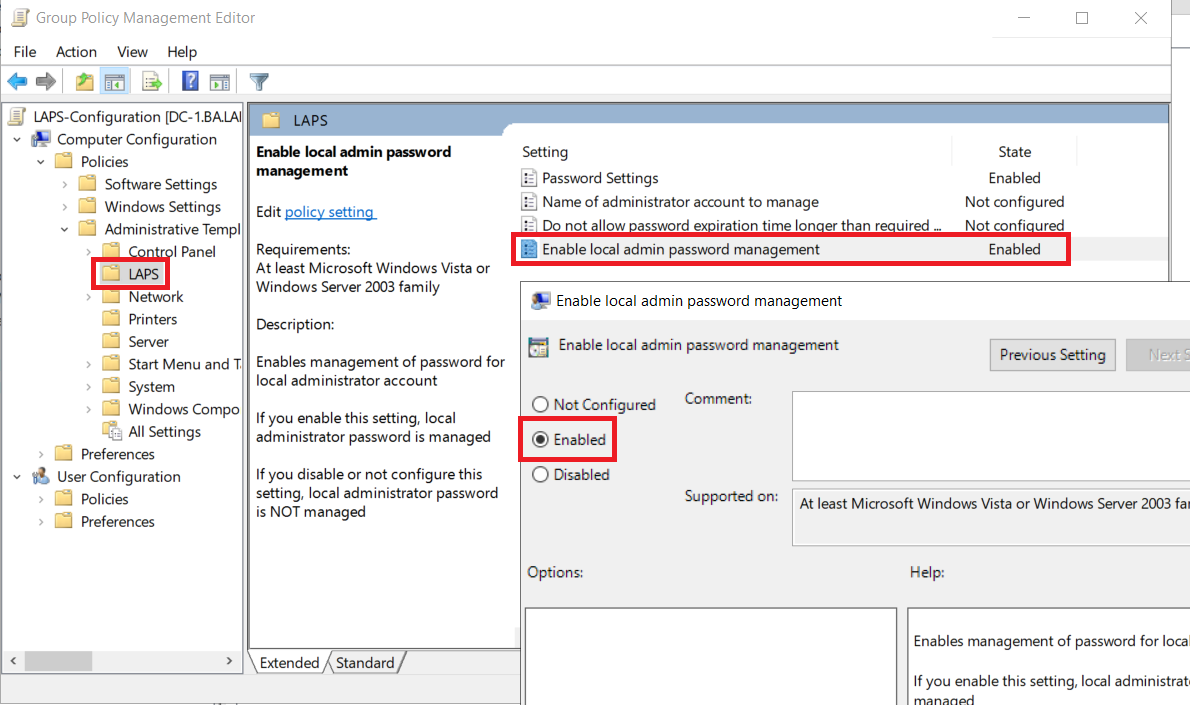 Group Policy Management Editor
File Action View Help
LAPS-Configuration [DC-1.BA.LAI
Computer Configuration
Policies
Software Settings
Windows Settings
Administrative Templ
Control Panel
LAPS
Network
Printers
Server
Start Menu and T
System
Windows Compo
All Settings
Preferences
User Configuration
Policies
Preferences
LAPS
Enable local admin password
management
Edit policy setting
Requirements:
At least Microsoft Windows Vista or
Windows Server 2003 family
Description:
Enables management of password for
local administrator account
If you enable this setting, local
administrator password is managed
If you disable or not configure this
setting, local administrator password
is NOT managed
Setting State
Password Settings Enabled
Name of administrator account to manage Not configured
Do not allow password expiration time longer than required ... Not configured
Enable local admin password management Enabled
Extended Standard
Enable local admin password management
Enable local admin password management
Previous Setting Next S
Not Configured
Enabled
Disabled
Comment:
Supported on:
At least Microsoft Windows Vista or Windows Server 2003 fa
Options:
Help:
Enables management of password for local
If you enable this setting, local administrat
managed